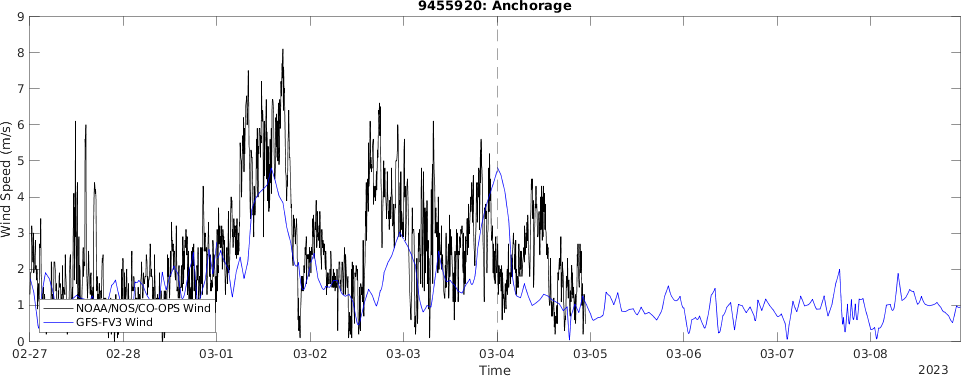 9455920: Anchorage
9
8
7
6
5
4
3
2
1
0
Wind Speed (m/s)
NOAA/NOS/CO-OPS Wind
GFS-FV3 Wind
02-27 02-28 03-01 03-02 03-03 03-04 03-05 03-06 03-07 03-08
Time
2023